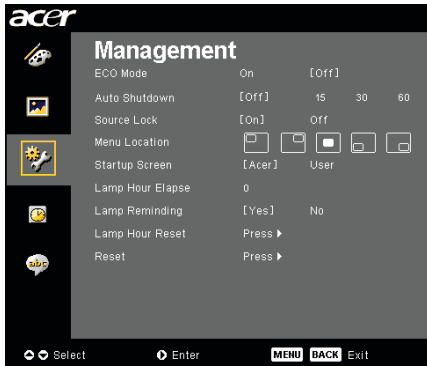 acer
Management
ECO Mode On [Off]
Auto Shutdown [Off] 15 30 60
Source Lock [On] Off
Menu Location
Startup Screen [Acer] User
Lamp Hour Elapse 0
Lamp Reminding [Yes] No
Lamp Hour Reset Press
Reset Press
abc
Select Enter MENU BACK Exit